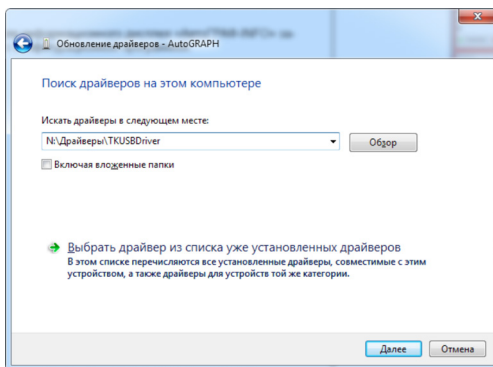 Обновление драйверов - AutoGRAPH
Поиск драйверов на этом компьютере
Искать драйверы в следующем месте:
N:\Драйверы\TKUSBDriver
Обзор
Включая вложенные папки
Выбрать драйвер из списка уже установленных драйверов
В этом списке перечисляются все установленные драйверы, совместимые с этим
устройством, а также драйверы для устройств той же категории.
Далее
Отмена